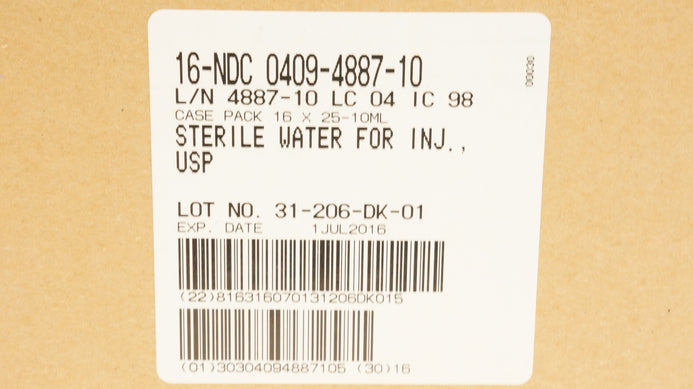 16-NDC 0409-4887-10
00030
L/N 4887-10 LC 04 IC 98
CASE PACK 16 X 25-10ML
STERILE WATER FOR INJ.,
USP
LOT NO. 31-206-DK-01
EXP. DATE 1JUL2016
(22)816316070131206DK015
(01)30304094887105 (30)16